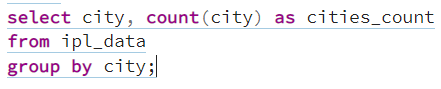 select city, count(city) as cities_count
from ipl_data
group by city;